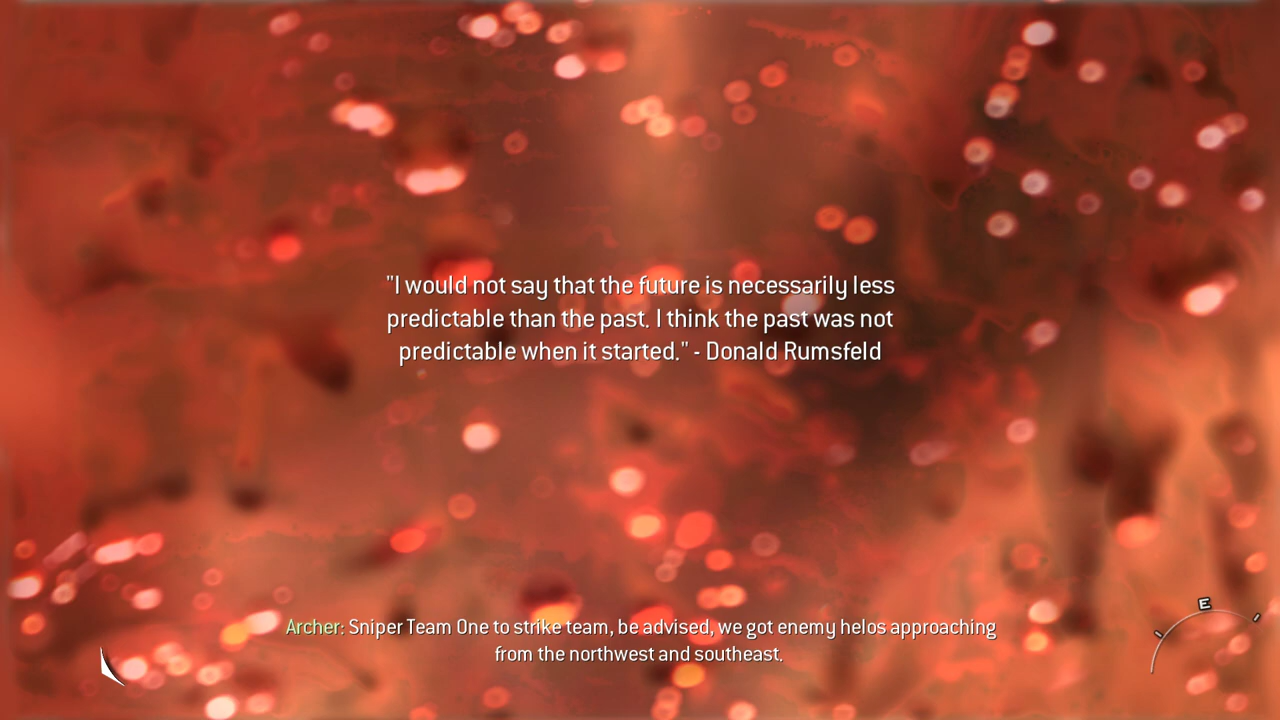 "I would not say that the future is necessarily less
predictable than the past. I think the past was not
predictable when it started." - Donald Rumsfeld
Archer: Sniper Team One to strike team, be advised, we got enemy helos approaching
from the northwest and southeast.
E